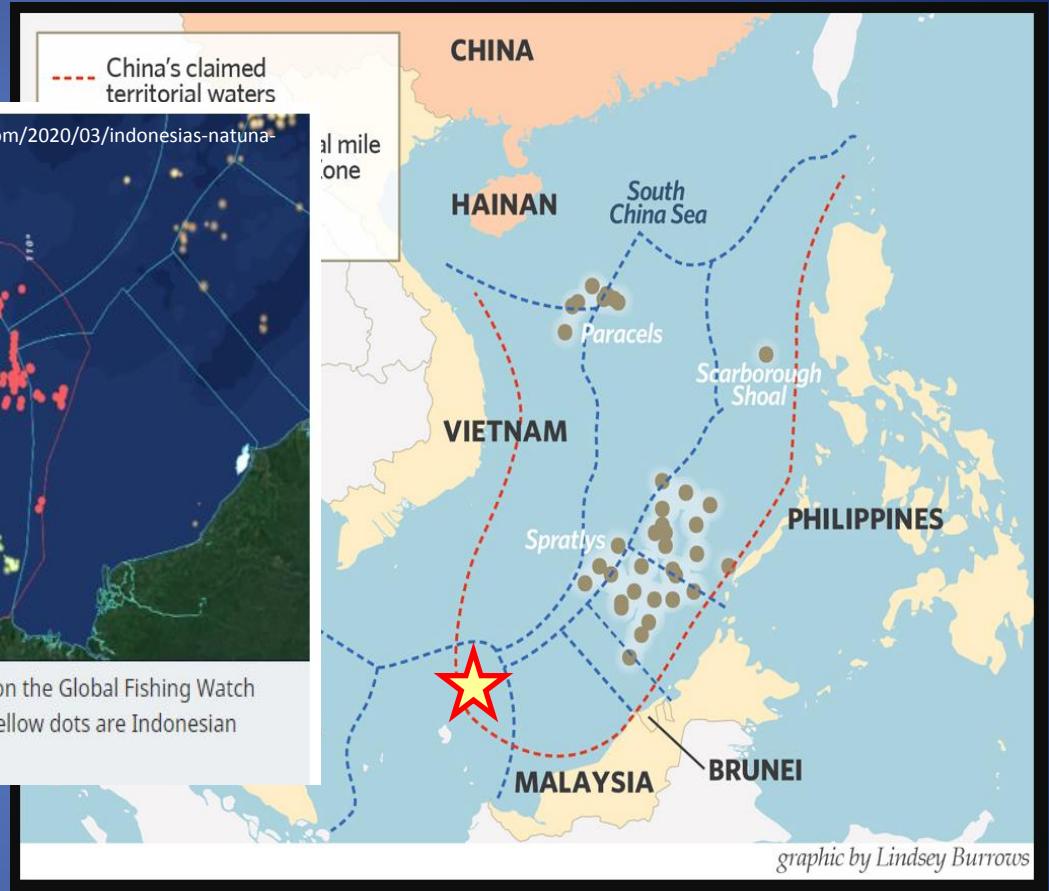 CHINA
China's claimed
territorial waters
om/2020/03/indonesias-natuna-
al mile
one
HAINAN
South
China Sea
110°
Paracels
Scarborough
Shoal
VIETNAM
PHILIPPINES
Spratlys
on the Global Fishing Watch
ellow dots are Indonesian
BRUNEI
MALAYSIA
graphic by Lindsey Burrows